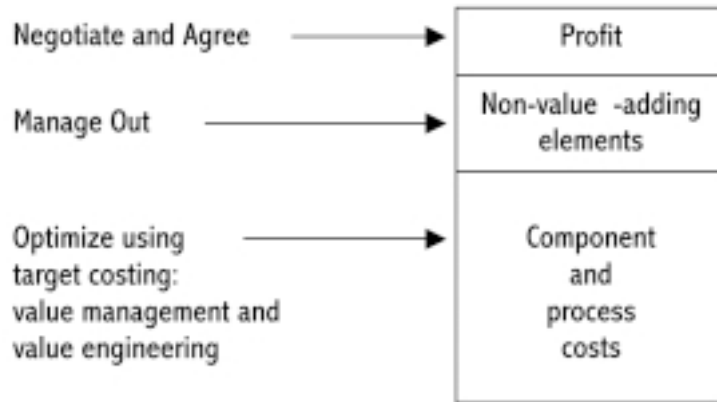 Negotiate and Agree
Profit
Manage Out
Non-value -adding
elements
Optimize using
target costing:
value management and
value engineering
Component
and
process
costs